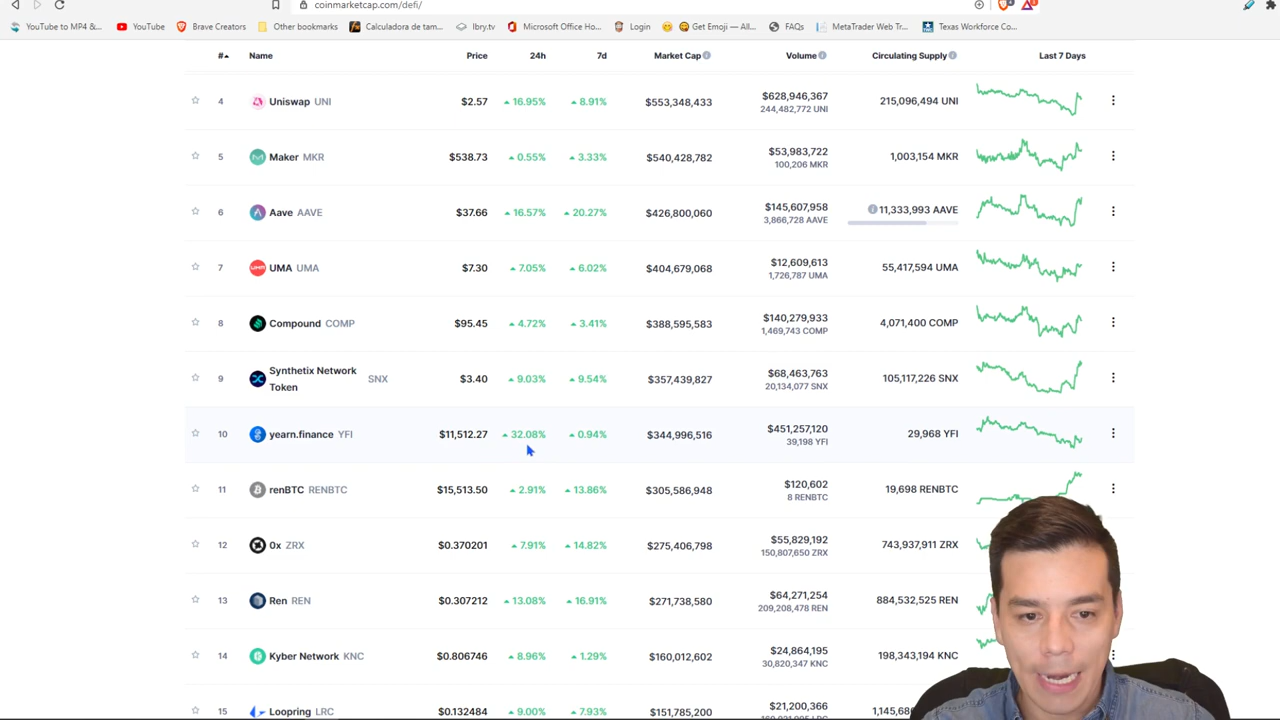 coinmarketcap.com/defi/
YouTube to MP4 &... YouTube Brave Creators Other bookmarks Calculadora de tam... lbry.tv Microsoft Office Ho... Login Get Emoji — All... FAQs MetaTrader Web Tr... Texas Workforce Co...
# Name Price 24h 7d Market Cap Volume Circulating Supply Last 7 Days
4 Uniswap UNI $2.57 16.95% 8.91% $553,348,433 $628,946,367 215,096,494 UNI
244,482,772 UNI
5 Maker MKR $538.73 0.55% 3.33% $540,428,782 $53,983,722 1,003,154 MKR
100,206 MKR
6 Aave AAVE $37.66 16.57% 20.27% $426,800,060 $145,607,958 11,333,993 AAVE
3,866,728 AAVE
7 UMA UMA $7.30 7.05% 6.02% $404,679,068 $12,609,613 55,417,594 UMA
1,726,787 UMA
8 Compound COMP $95.45 4.72% 3.41% $388,595,583 $140,279,933 4,071,400 COMP
1,469,743 COMP
9 Synthetix Network Token SNX $3.40 9.03% 9.54% $357,439,827 $68,463,763 105,117,226 SNX
20,134,077 SNX
10 yearn.finance YFI $11,512.27 32.08% 0.94% $344,996,516 $451,257,120 29,968 YFI
39,198 YFI
11 renBTC RENBTC $15,513.50 2.91% 13.86% $305,586,948 $120,602 19,698 RENBTC
8 RENBTC
12 0x ZRX $0.370201 7.91% 14.82% $275,406,798 $55,829,192 743,937,911 ZRX
150,807,650 ZRX
13 Ren REN $0.307212 13.08% 16.91% $271,738,580 $64,271,254 884,532,525 REN
209,208,478 REN
14 Kyber Network KNC $0.806746 8.96% 1.29% $160,012,602 $24,864,195 198,343,194 KNC
30,820,347 KNC
15 Loopring LRC $0.132484 9.00% 7.93% $151,785,200 $21,200,366